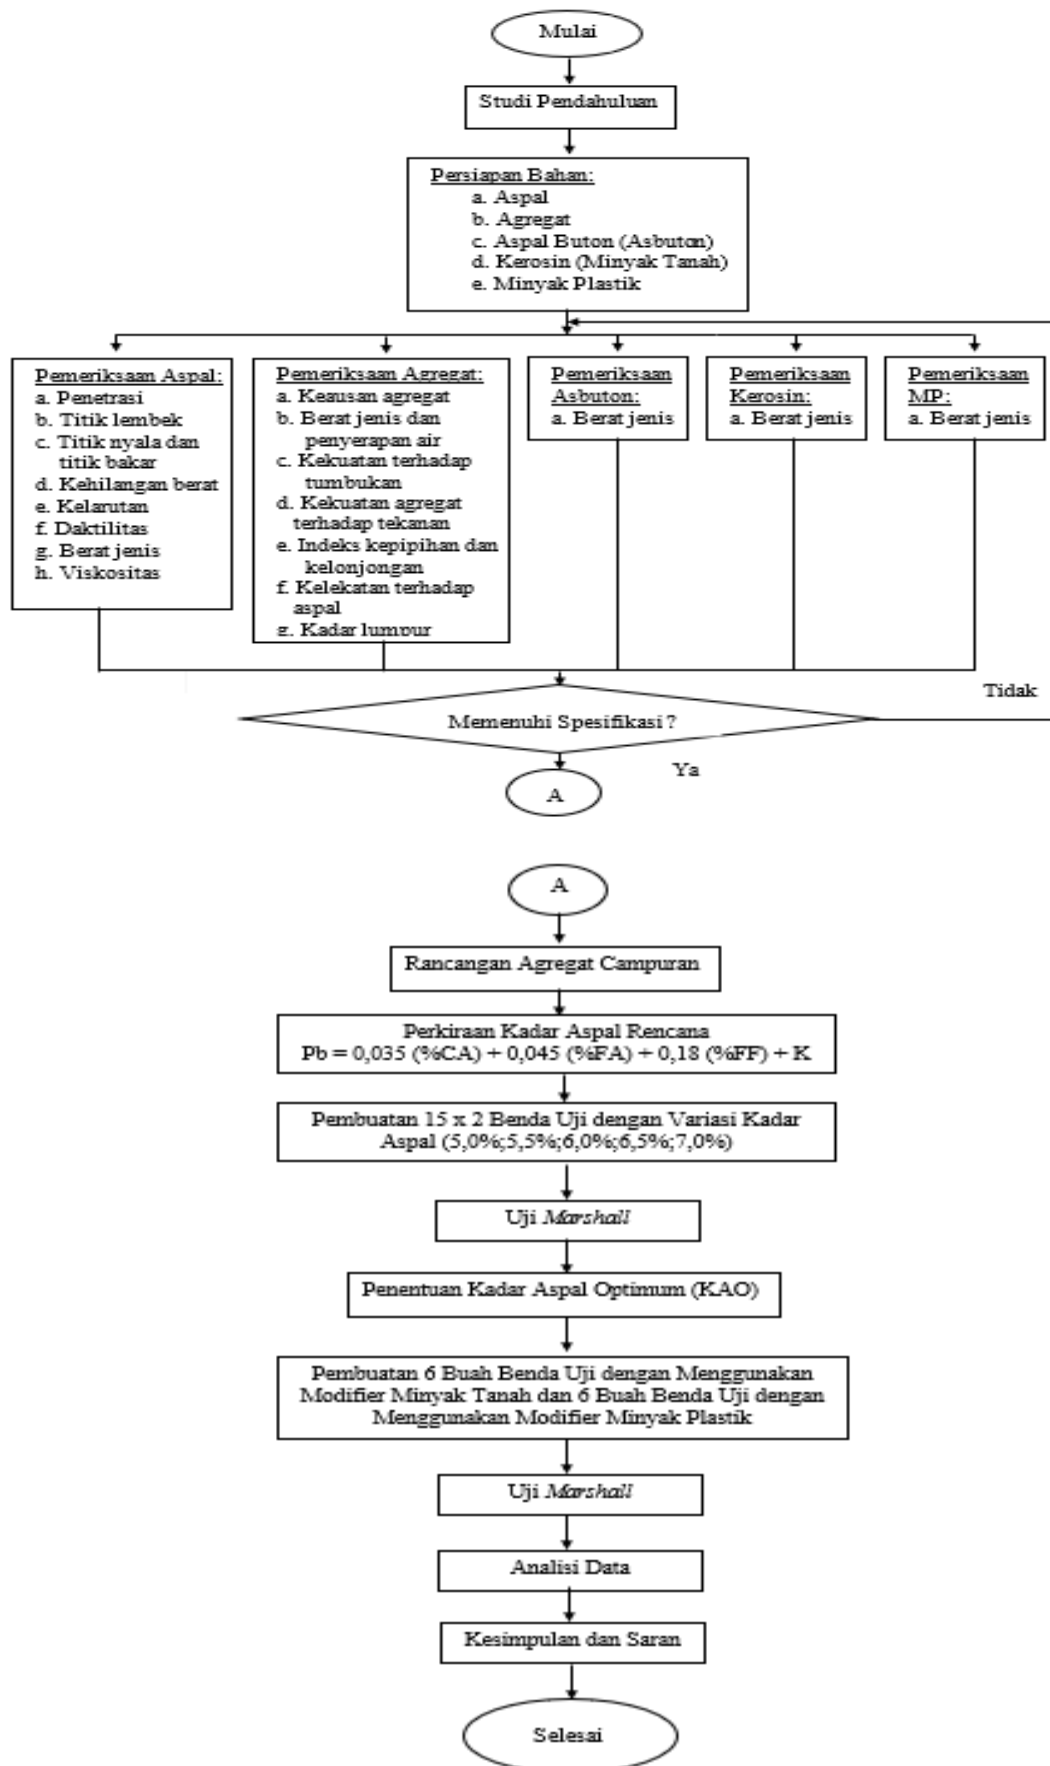 Mulai
Studi Pendahuluan
Persiapan Bahan:
a. Aspal
b. Agregat
c. Aspal Buton (Asbuton)
d. Kerosin (Minyak Tanah)
e. Minyak Plastik
Pemeriksaan Aspal:
a. Penetrasi
b. Titik lembek
c. Titik nyala dan
titik bakar
d. Kehilangan berat
e. Kelarutan
f. Daktilitas
g. Berat jenis
h. Viskositas
Pemeriksaan Agregat:
a. Keausan agregat
b. Berat jenis dan
penyerapan air
c. Kekuatan terhadap
tumbukan
d. Kekuatan agregat
terhadap tekanan
e. Indeks kepipihan dan
kelonjongan
f. Kelekatan terhadap
aspal
g. Kadar lumpur
Pemeriksaan
Asbuton:
a. Berat jenis
Pemeriksaan
Kerosin:
a. Berat jenis
Pemeriksaan
MP:
a. Berat jenis
Tidak
Memenuhi Spesifikasi ?
Ya
A
A
Rancangan Agregat Campuran
Perkiraan Kadar Aspal Rencana
Pb = 0,035 (%CA) + 0,045 (%FA) + 0,18 (%FF) + K
Pembuatan 15 x 2 Benda Uji dengan Variasi Kadar
Aspal (5,0%;5,5%;6,0%;6,5%;7,0%)
Uji Marshall
Penentuan Kadar Aspal Optimum (KAO)
Pembuatan 6 Buah Benda Uji dengan Menggunakan
Modifier Minyak Tanah dan 6 Buah Benda Uji dengan
Menggunakan Modifier Minyak Plastik
Uji Marshall
Analisi Data
Kesimpulan dan Saran
Selesai